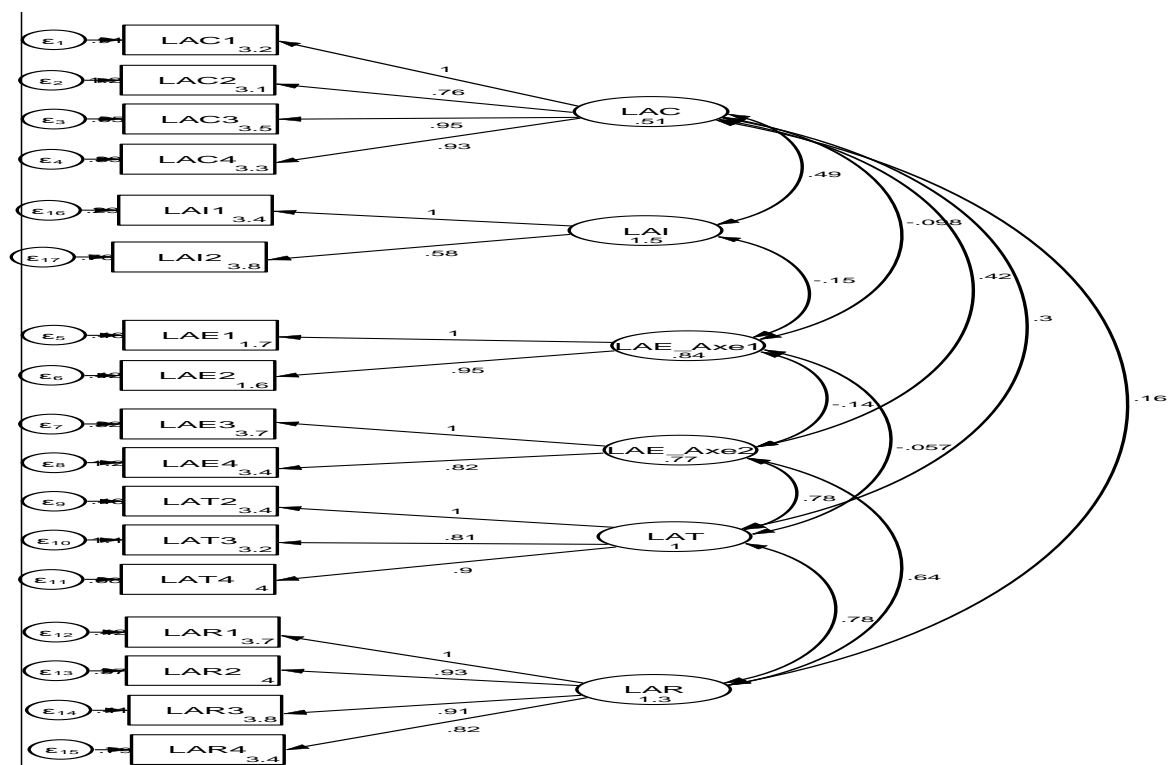 ε1 LAC1 3.2
1
ε2 LAC2 3.1
.76
LAC
.51
ε3 LAC3 3.5
.95
ε4 LAC4 3.3
.93
.49
ε16 LAI1 3.4
1
LAI
1.5
-.098
ε17 LAI2 3.8
.58
-.15
.42
.3
ε5 LAE1 1.7
1
LAE_Axe1
.84
ε6 LAE2 1.6
.95
-.14
.16
ε7 LAE3 3.7
1
LAE_Axe2
.77
-.057
ε8 LAE4 3.4
.82
ε9 LAT2 3.4
1
.78
ε10 LAT3 3.2
.81
LAT
1
ε11 LAT4 4
.9
.64
.78
ε12 LAR1 3.7
1
ε13 LAR2 4
.93
LAR
1.3
ε14 LAR3 3.8
.91
ε15 LAR4 3.4
.82